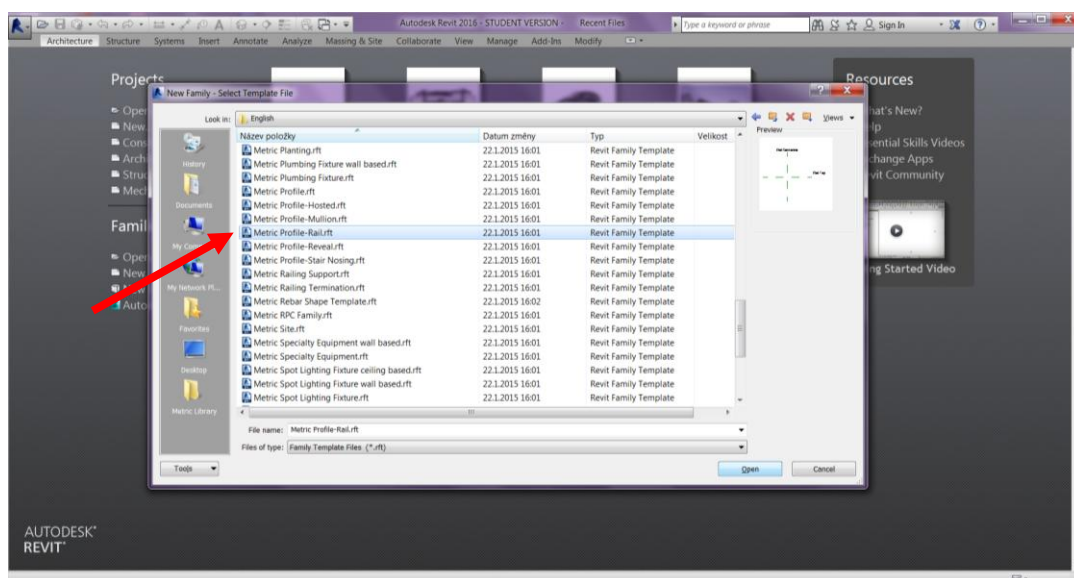 Autodesk Revit 2016 - STUDENT VERSION - Recent Files
Type a keyword or phrase
Sign In
Architecture Structure Systems Insert Annotate Analyze Massing & Site Collaborate View Manage Add-Ins Modify
Projects
Resources
New Family - Select Template File
Look in: English
Views
Preview
Název položky Datum změny Typ Velikost
Metric Planting.rft 22.1.2015 16:01 Revit Family Template
Metric Plumbing Fixture wall based.rft 22.1.2015 16:01 Revit Family Template
Metric Plumbing Fixture.rft 22.1.2015 16:01 Revit Family Template
Metric Profile.rft 22.1.2015 16:01 Revit Family Template
Metric Profile-Hosted.rft 22.1.2015 16:01 Revit Family Template
Metric Profile-Mullion.rft 22.1.2015 16:01 Revit Family Template
Metric Profile-Rail.rft 22.1.2015 16:01 Revit Family Template
Metric Profile-Reveal.rft 22.1.2015 16:01 Revit Family Template
Metric Profile-Stair Nosing.rft 22.1.2015 16:01 Revit Family Template
Metric Railing Support.rft 22.1.2015 16:01 Revit Family Template
Metric Railing Termination.rft 22.1.2015 16:01 Revit Family Template
Metric Rebar Shape Template.rft 22.1.2015 16:02 Revit Family Template
Metric RPC Family.rft 22.1.2015 16:01 Revit Family Template
Metric Site.rft 22.1.2015 16:01 Revit Family Template
Metric Specialty Equipment wall based.rft 22.1.2015 16:01 Revit Family Template
Metric Specialty Equipment.rft 22.1.2015 16:01 Revit Family Template
Metric Spot Lighting Fixture ceiling based.rft 22.1.2015 16:01 Revit Family Template
Metric Spot Lighting Fixture wall based.rft 22.1.2015 16:01 Revit Family Template
Metric Spot Lighting Fixture.rft 22.1.2015 16:01 Revit Family Template
History
Documents
My Network Pl...
Favorites
Desktop
Metric Library
File name: Metric Profile-Rail.rft
Files of type: Family Template Files (*.rft)
Tools
Open
Cancel
Ope
New
Cons
Arch
Struc
Mech
Famil
Ope
New
Auto
hat's New?
lp
sential Skills Videos
change Apps
vit Community
ng Started Video
AUTODESK®
REVIT®